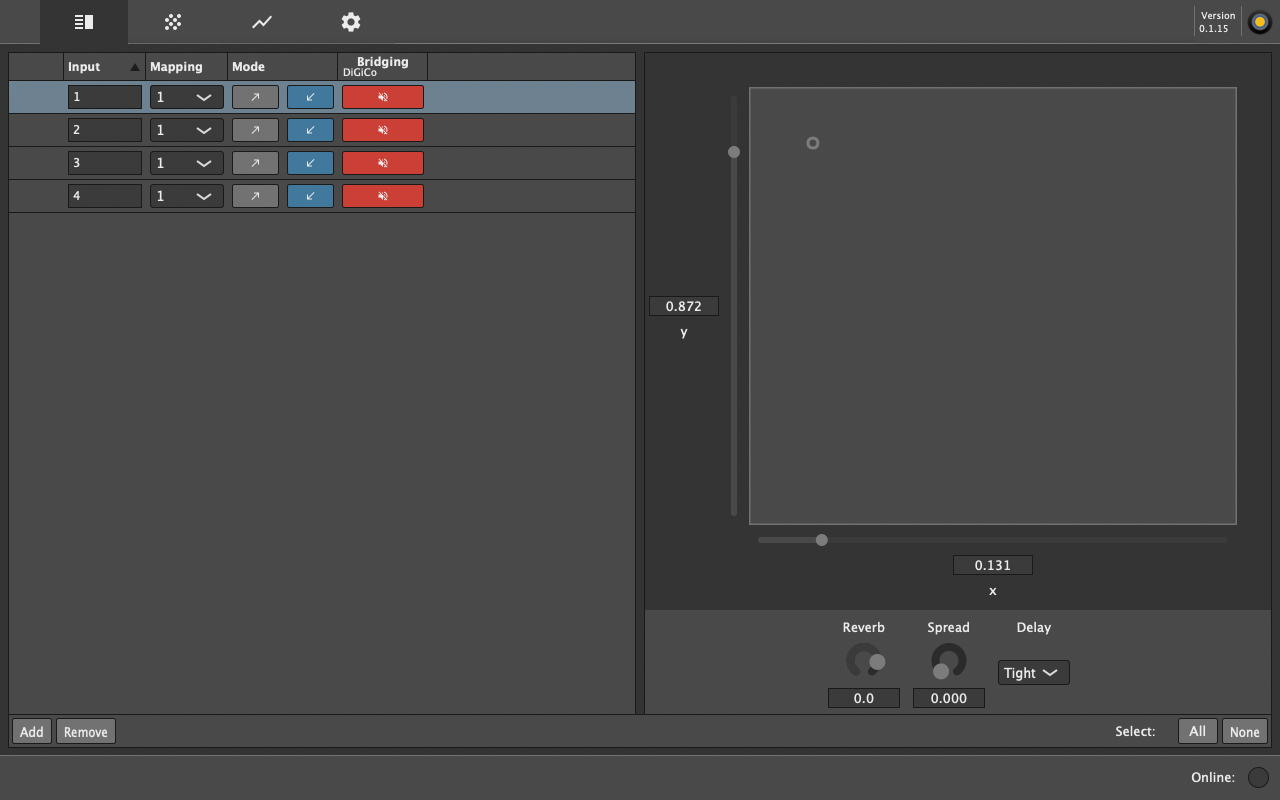 Version
0.1.15
Input Mapping Mode Bridging
DiGiCo
1 1
2 1
3 1
4 1
0.872
y
0.131
x
Reverb Spread Delay
Tight
0.0 0.000
Add Remove Select: All None
Online: